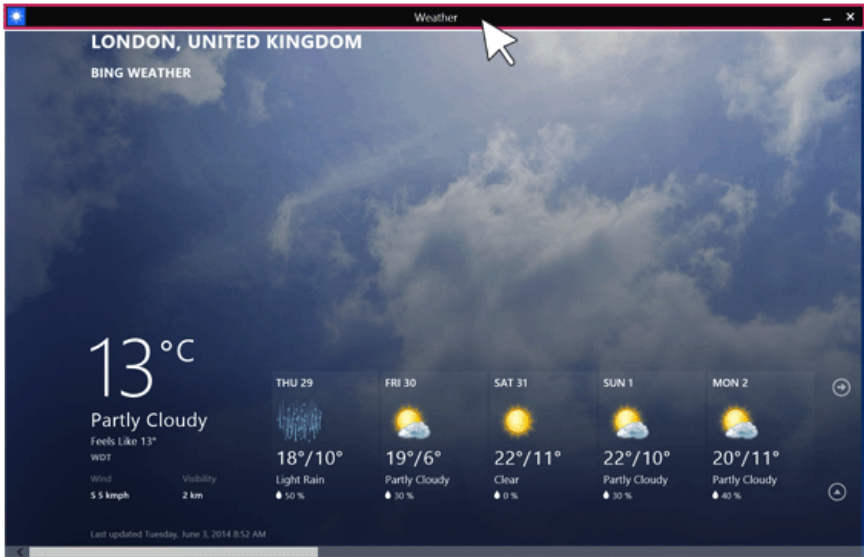 Weather
LONDON, UNITED KINGDOM
BING WEATHER
13°C
Partly Cloudy
Feels Like 13°
WDT
Wind Visibility
S 5 kmph 2 km
THU 29
18°/10°
Light Rain
50 %
FRI 30
19°/6°
Partly Cloudy
30 %
SAT 31
22°/11°
Clear
0 %
SUN 1
22°/10°
Partly Cloudy
30 %
MON 2
20°/11°
Partly Cloudy
40 %
Last updated Tuesday, June 3, 2014 8:52 AM